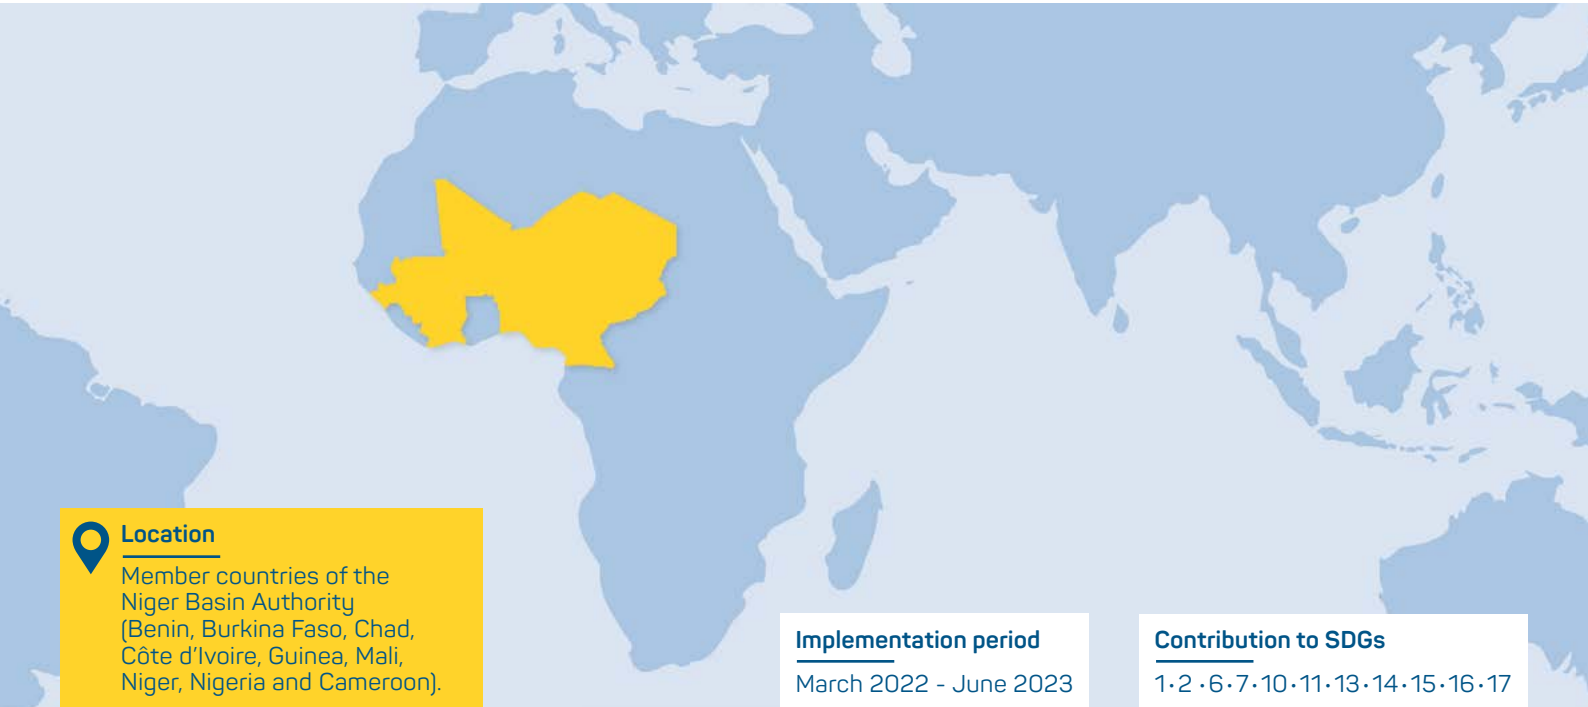 Location
Member countries of the
Niger Basin Authority
(Benin, Burkina Faso, Chad,
Côte d'Ivoire, Guinea, Mali,
Niger, Nigeria and Cameroon).
Implementation period
March 2022 - June 2023
Contribution to SDGs
1·2 ·6·7·10·11·13·14·15·16·17